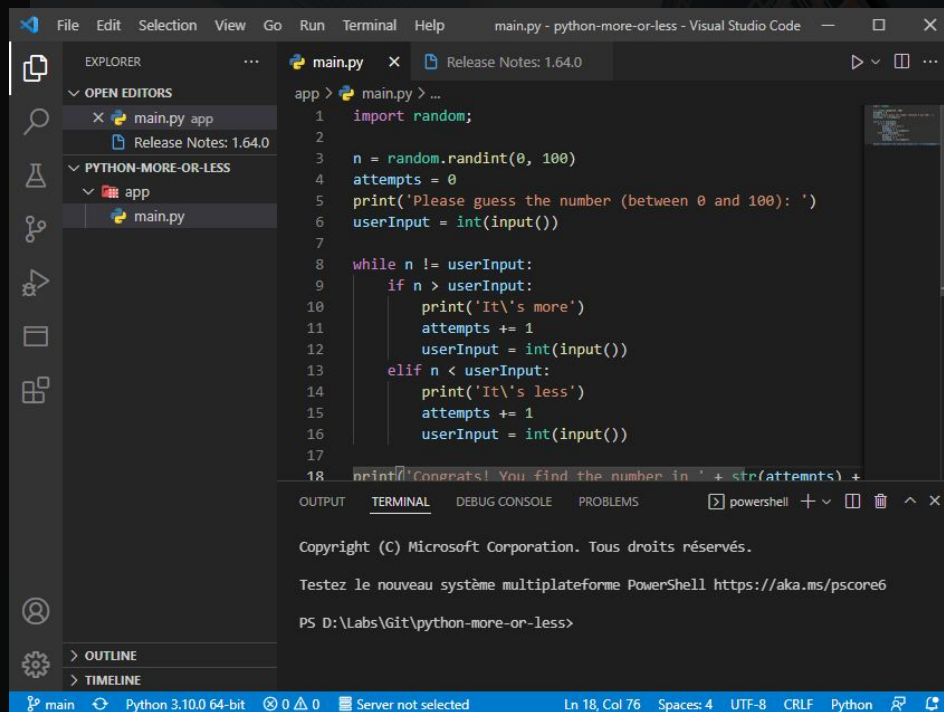 File Edit Selection View Go Run Terminal Help main.py - python-more-or-less - Visual Studio Code
EXPLORER
OPEN EDITORS
main.py app
Release Notes: 1.64.0
PYTHON-MORE-OR-LESS
app
main.py
OUTLINE
TIMELINE
main.py Release Notes: 1.64.0
app > main.py > ...
1 import random;
2
3 n = random.randint(0, 100)
4 attempts = 0
5 print('Please guess the number (between 0 and 100): ')
6 userInput = int(input())
7
8 while n != userInput:
9 if n > userInput:
10 print('It\'s more')
11 attempts += 1
12 userInput = int(input())
13 elif n < userInput:
14 print('It\'s less')
15 attempts += 1
16 userInput = int(input())
17
18 print('Congrats! You find the number in ' + str(attempts) +
OUTPUT TERMINAL DEBUG CONSOLE PROBLEMS powershell
Copyright (C) Microsoft Corporation. Tous droits réservés.
Testez le nouveau système multiplateforme PowerShell https://aka.ms/pscore6
PS D:\Labs\Git\python-more-or-less>
main Python 3.10.0 64-bit 0 0 Server not selected Ln 18, Col 76 Spaces: 4 UTF-8 CRLF Python